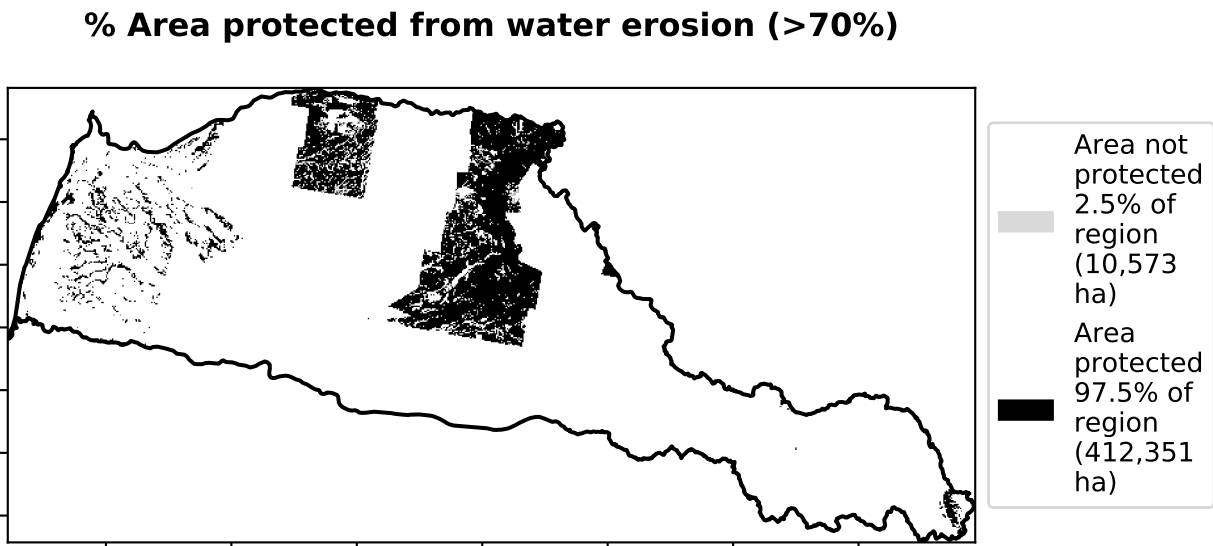 % Area protected from water erosion (>70%)
Area not
protected
2.5% of
region
(10,573
ha)
Area
protected
97.5% of
region
(412,351
ha)